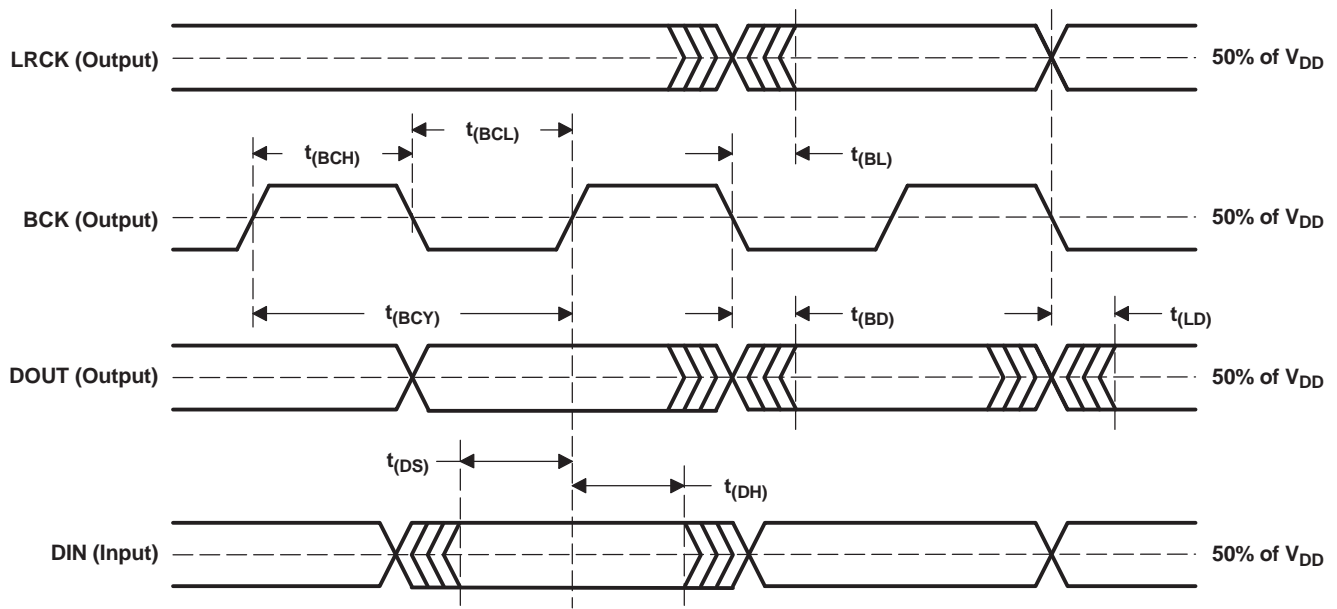 LRCK (Output)
50% of VDD
t(BCH)
t(BCL)
t(BL)
BCK (Output)
50% of VDD
t(BCY)
t(BD)
t(LD)
DOUT (Output)
50% of VDD
t(DS)
t(DH)
DIN (Input)
50% of VDD